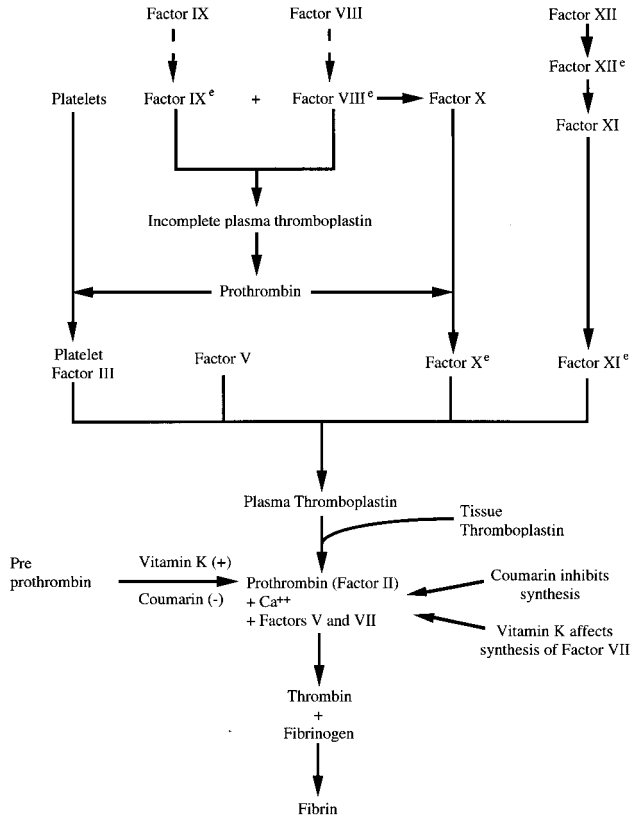 Factor IX
Factor VIII
Factor XII
Factor XIIᵉ
Platelets
Factor IXᵉ
+
Factor VIIIᵉ
Factor X
Factor XI
Incomplete plasma thromboplastin
Prothrombin
Platelet
Factor III
Factor V
Factor Xᵉ
Factor XIᵉ
Plasma Thromboplastin
Tissue
Thromboplastin
Pre
prothrombin
Vitamin K (+)
Coumarin (-)
Prothrombin (Factor II)
+ Ca⁺⁺
+ Factors V and VII
Coumarin inhibits
synthesis
Vitamin K affects
synthesis of Factor VII
Thrombin
+
Fibrinogen
Fibrin